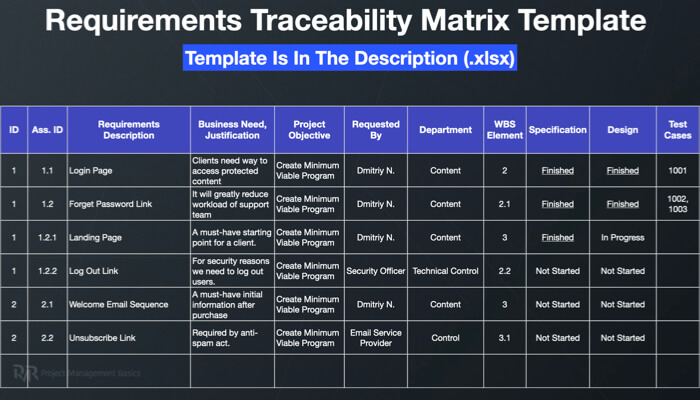 Requirements Traceability Matrix Template
Template Is In The Description (.xlsx)
ID Ass. ID Requirements Description Business Need, Justification Project Objective Requested By Department WBS Element Specification Design Test Cases
1 1.1 Login Page Clients need way to access protected content Create Minimum Viable Program Dmitriy N. Content 2 Finished Finished 1001
1 1.2 Forget Password Link It will greatly reduce workload of support team Create Minimum Viable Program Dmitriy N. Content 2.1 Finished Finished 1002, 1003
1 1.2.1 Landing Page A must-have starting point for a client. Create Minimum Viable Program Dmitriy N. Content 3 Finished In Progress
1 1.2.2 Log Out Link For security reasons we need to log out users. Create Minimum Viable Program Security Officer Technical Control 2.2 Not Started Not Started
2 2.1 Welcome Email Sequence A must-have initial information after purchase Create Minimum Viable Program Dmitriy N. Content 3 Not Started Not Started
2 2.2 Unsubscribe Link Required by anti-spam act. Create Minimum Viable Program Email Service Provider Control 3.1 Not Started Not Started
Project Management Basics